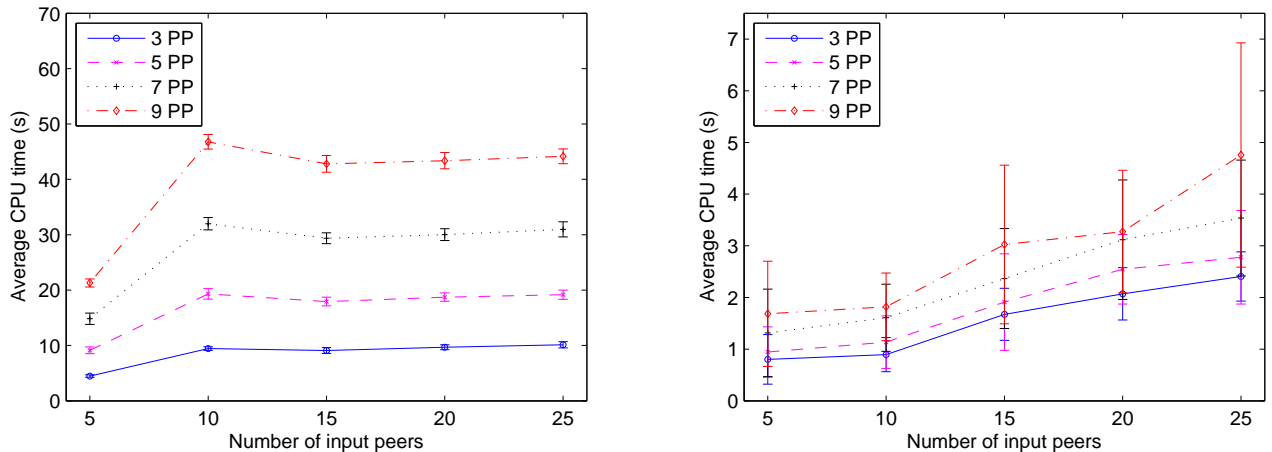 70
60
50
40
30
20
10
0
Average CPU time (s)
3 PP
5 PP
7 PP
9 PP
5 10 15 20 25
Number of input peers
7
6
5
4
3
2
1
0
Average CPU time (s)
3 PP
5 PP
7 PP
9 PP
5 10 15 20 25
Number of input peers